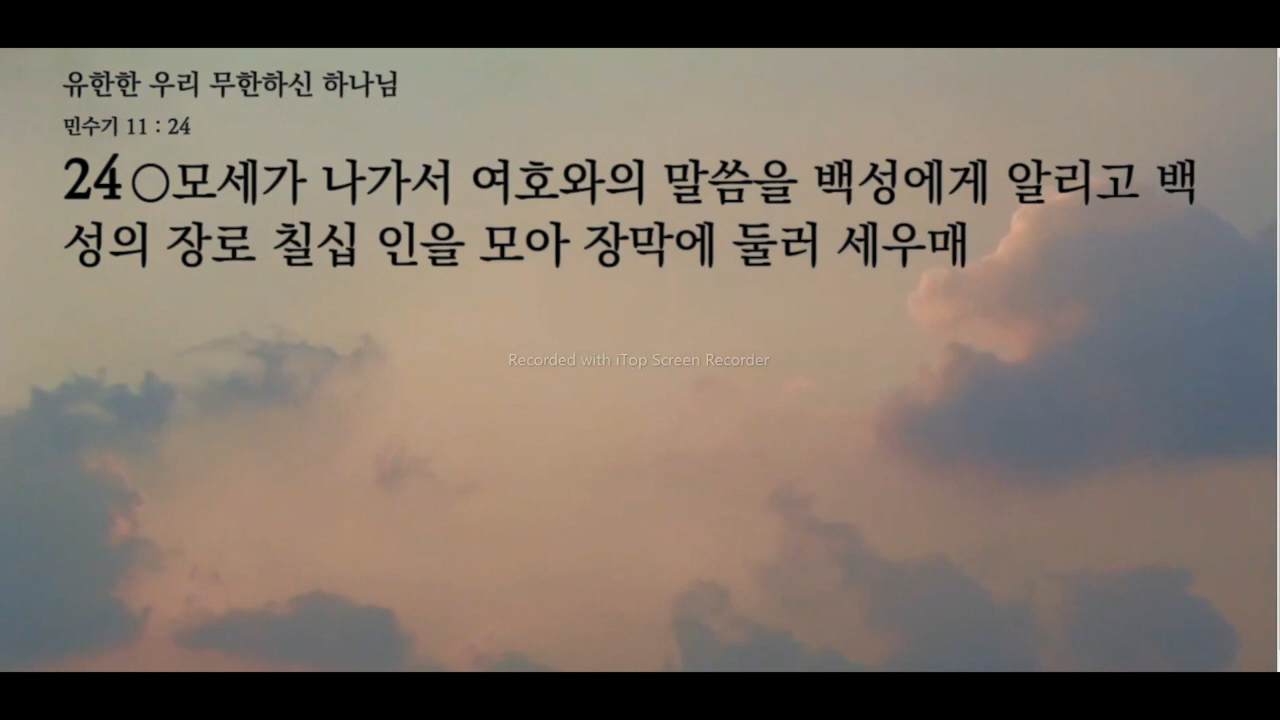 유한한 우리 무한하신 하나님
민수기 11 : 24
24○모세가 나가서 여호와의 말씀을 백성에게 알리고 백
성의 장로 칠십 인을 모아 장막에 둘러 세우매
Recorded with iTop Screen Recorder